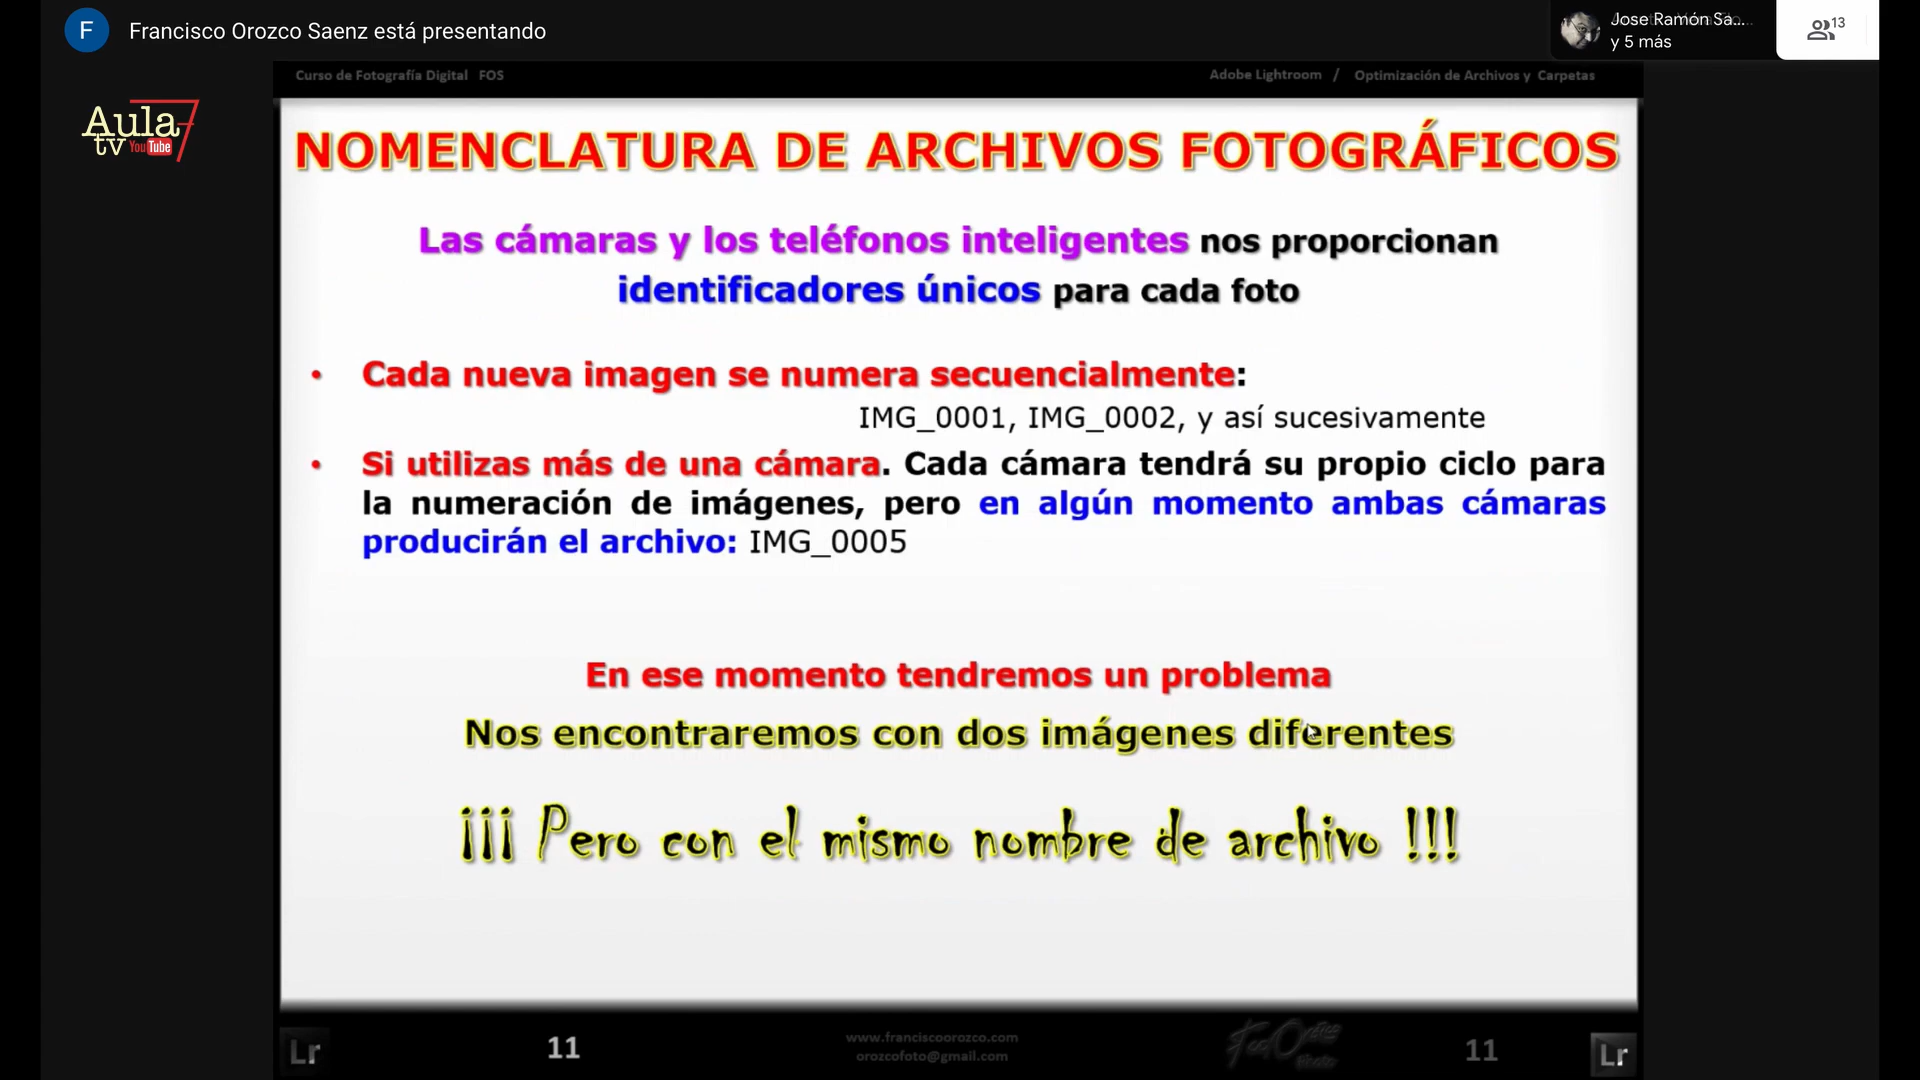 F Francisco Orozco Saenz está presentando
Jose Ramón Sa...
y 5 más
13
Curso de Fotografía Digital FOS
Adobe Lightroom / Optimización de Archivos y Carpetas
Aula 7
tv YouTube
NOMENCLATURA DE ARCHIVOS FOTOGRÁFICOS
Las cámaras y los teléfonos inteligentes nos proporcionan
identificadores únicos para cada foto
• Cada nueva imagen se numera secuencialmente:
IMG_0001, IMG_0002, y así sucesivamente
• Si utilizas más de una cámara. Cada cámara tendrá su propio ciclo para
la numeración de imágenes, pero en algún momento ambas cámaras
producirán el archivo: IMG_0005
En ese momento tendremos un problema
Nos encontraremos con dos imágenes diferentes
¡¡¡ Pero con el mismo nombre de archivo !!!
Lr
11
www.franciscoorozco.com
orozcofoto@gmail.com
11
Lr